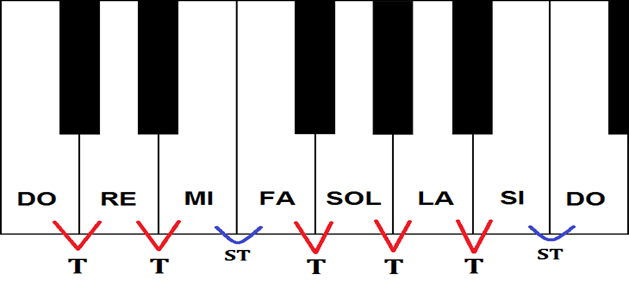 DO RE MI FA SOL LA SI DO
T T ST T T T ST